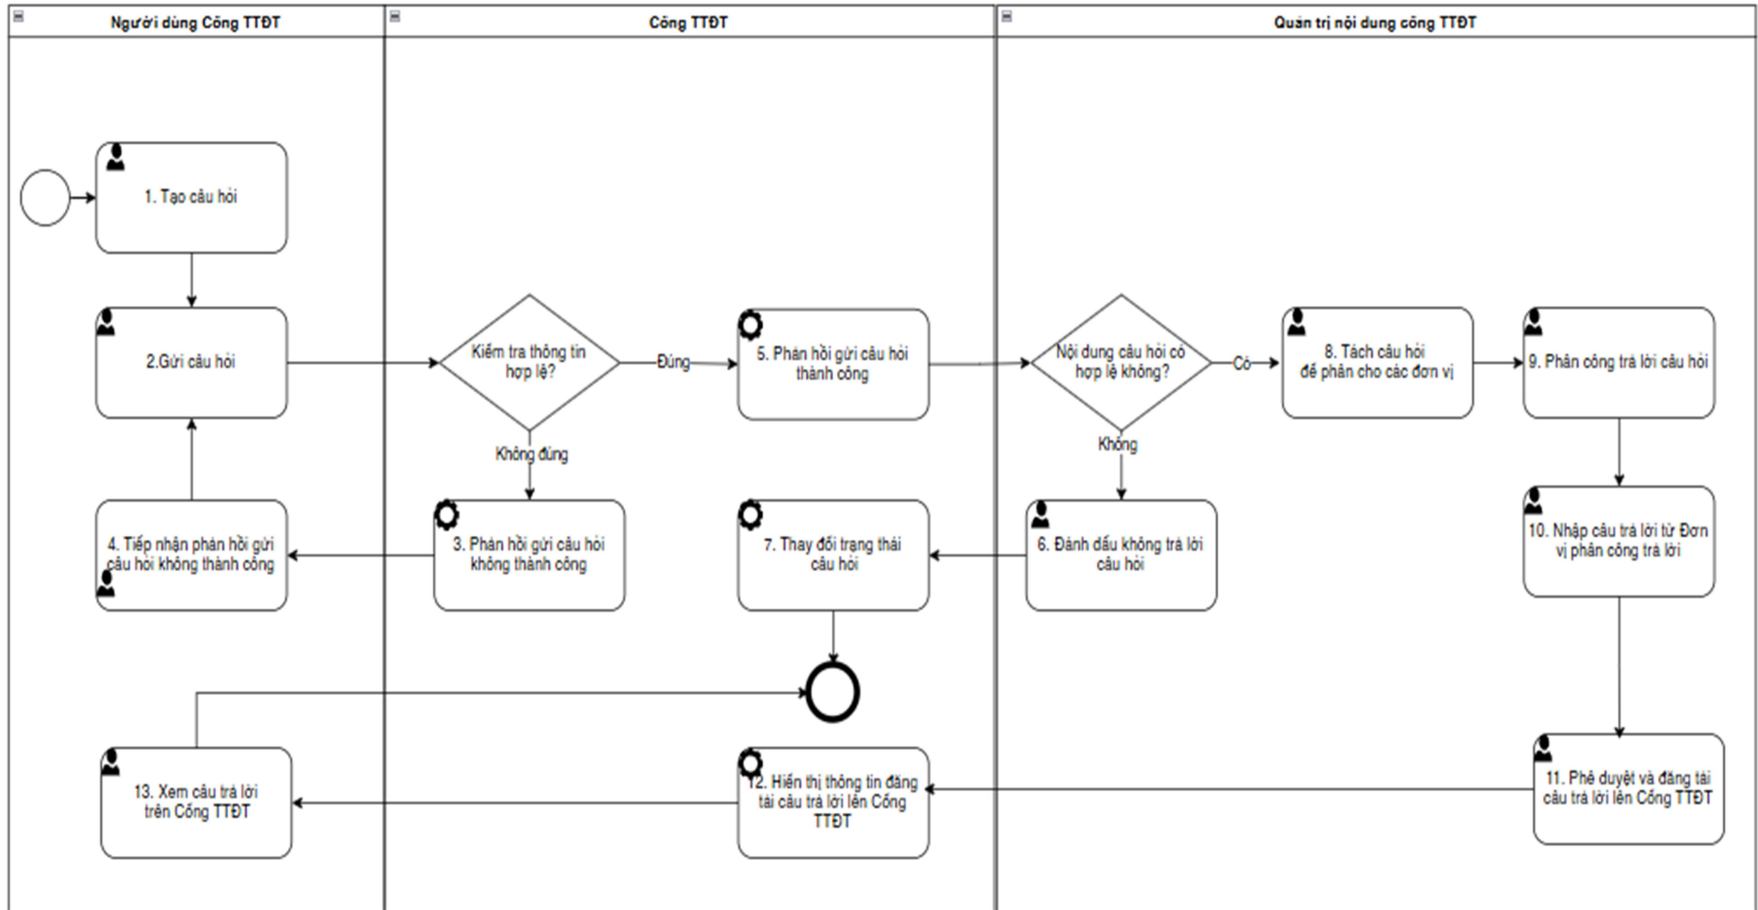 Người dùng Cổng TTĐT
Cổng TTĐT
Quản trị nội dung cổng TTĐT
1. Tạo câu hỏi
2.Gửi câu hỏi
Kiểm tra thông tin
hợp lệ?
Đúng
5. Phản hồi gửi câu hỏi
thành công
Nội dung câu hỏi có
hợp lệ không?
Có
8. Tách câu hỏi
để phân cho các đơn vị
9. Phân công trả lời câu hỏi
Không đúng
Không
4. Tiếp nhận phản hồi gửi
câu hỏi không thành công
3. Phản hồi gửi câu hỏi
không thành công
7. Thay đổi trạng thái
câu hỏi
6. Đánh dấu không trả lời
câu hỏi
10. Nhập câu trả lời từ Đơn
vị phân công trả lời
13. Xem câu trả lời
trên Cổng TTĐT
12. Hiển thị thông tin đăng
tải câu trả lời lên Cổng
TTĐT
11. Phê duyệt và đăng tải
câu trả lời lên Cổng TTĐT